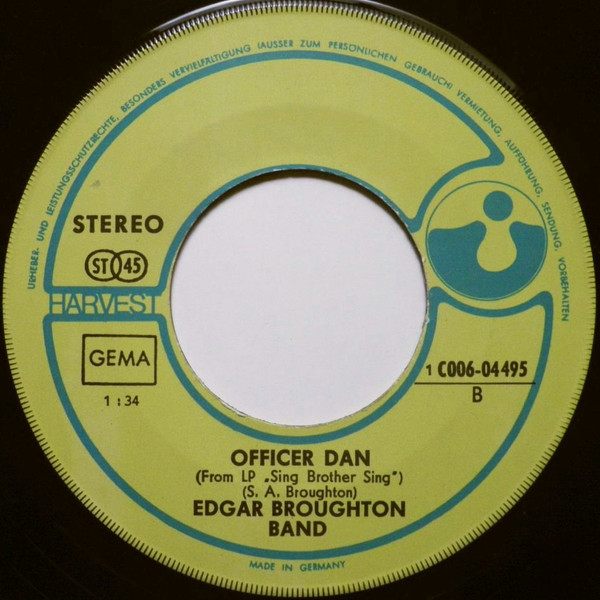 URHEBER- UND LEISTUNGSSCHUTZRECHTE, BESONDERS VERVIELFÄLTIGUNG (AUSSER ZUM PERSÖNLICHEN GEBRAUCH) VERMIETUNG, AUFFÜHRUNG, SENDUNG, VORBEHALTEN
STEREO
ST 45
HARVEST
GEMA
1 : 34
1 C006-04495
B
OFFICER DAN
(From LP „Sing Brother Sing“)
(S. A. Broughton)
EDGAR BROUGHTON
BAND
MADE IN GERMANY